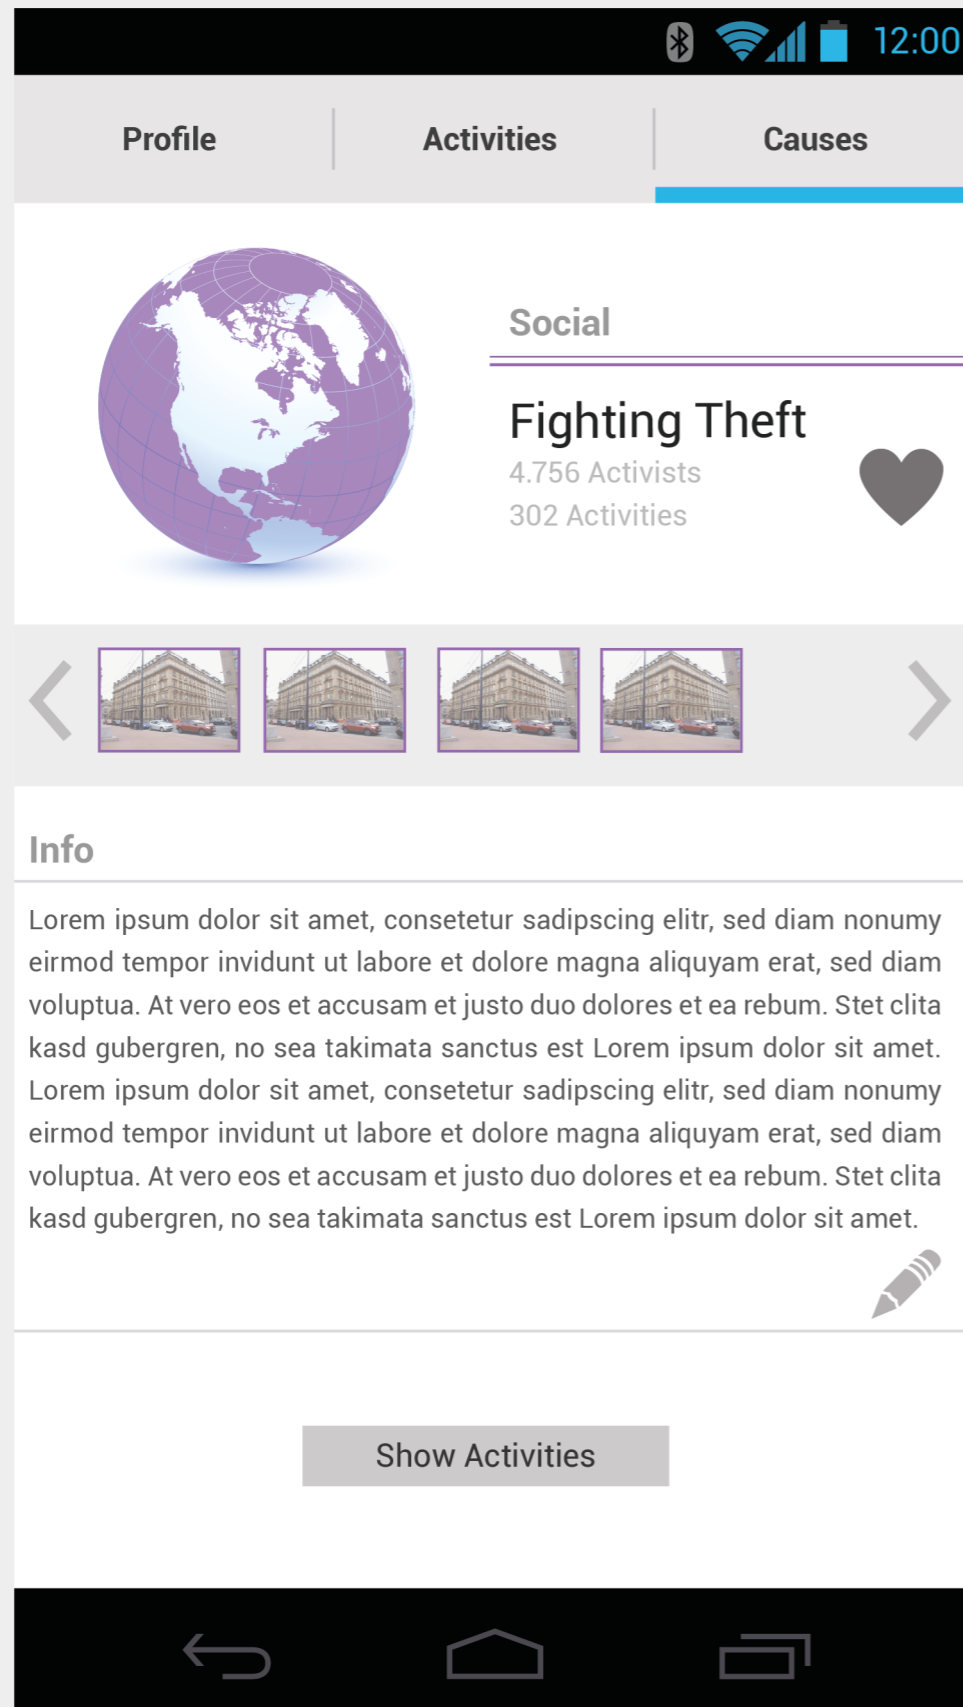 12:00
Profile
Activities
Causes
Social
Fighting Theft
4.756 Activists
302 Activities
Info
Lorem ipsum dolor sit amet, consetetur sadipscing elitr, sed diam nonumy
eirmod tempor invidunt ut labore et dolore magna aliquyam erat, sed diam
voluptua. At vero eos et accusam et justo duo dolores et ea rebum. Stet clita
kasd gubergren, no sea takimata sanctus est Lorem ipsum dolor sit amet.
Lorem ipsum dolor sit amet, consetetur sadipscing elitr, sed diam nonumy
eirmod tempor invidunt ut labore et dolore magna aliquyam erat, sed diam
voluptua. At vero eos et accusam et justo duo dolores et ea rebum. Stet clita
kasd gubergren, no sea takimata sanctus est Lorem ipsum dolor sit amet.
Show Activities